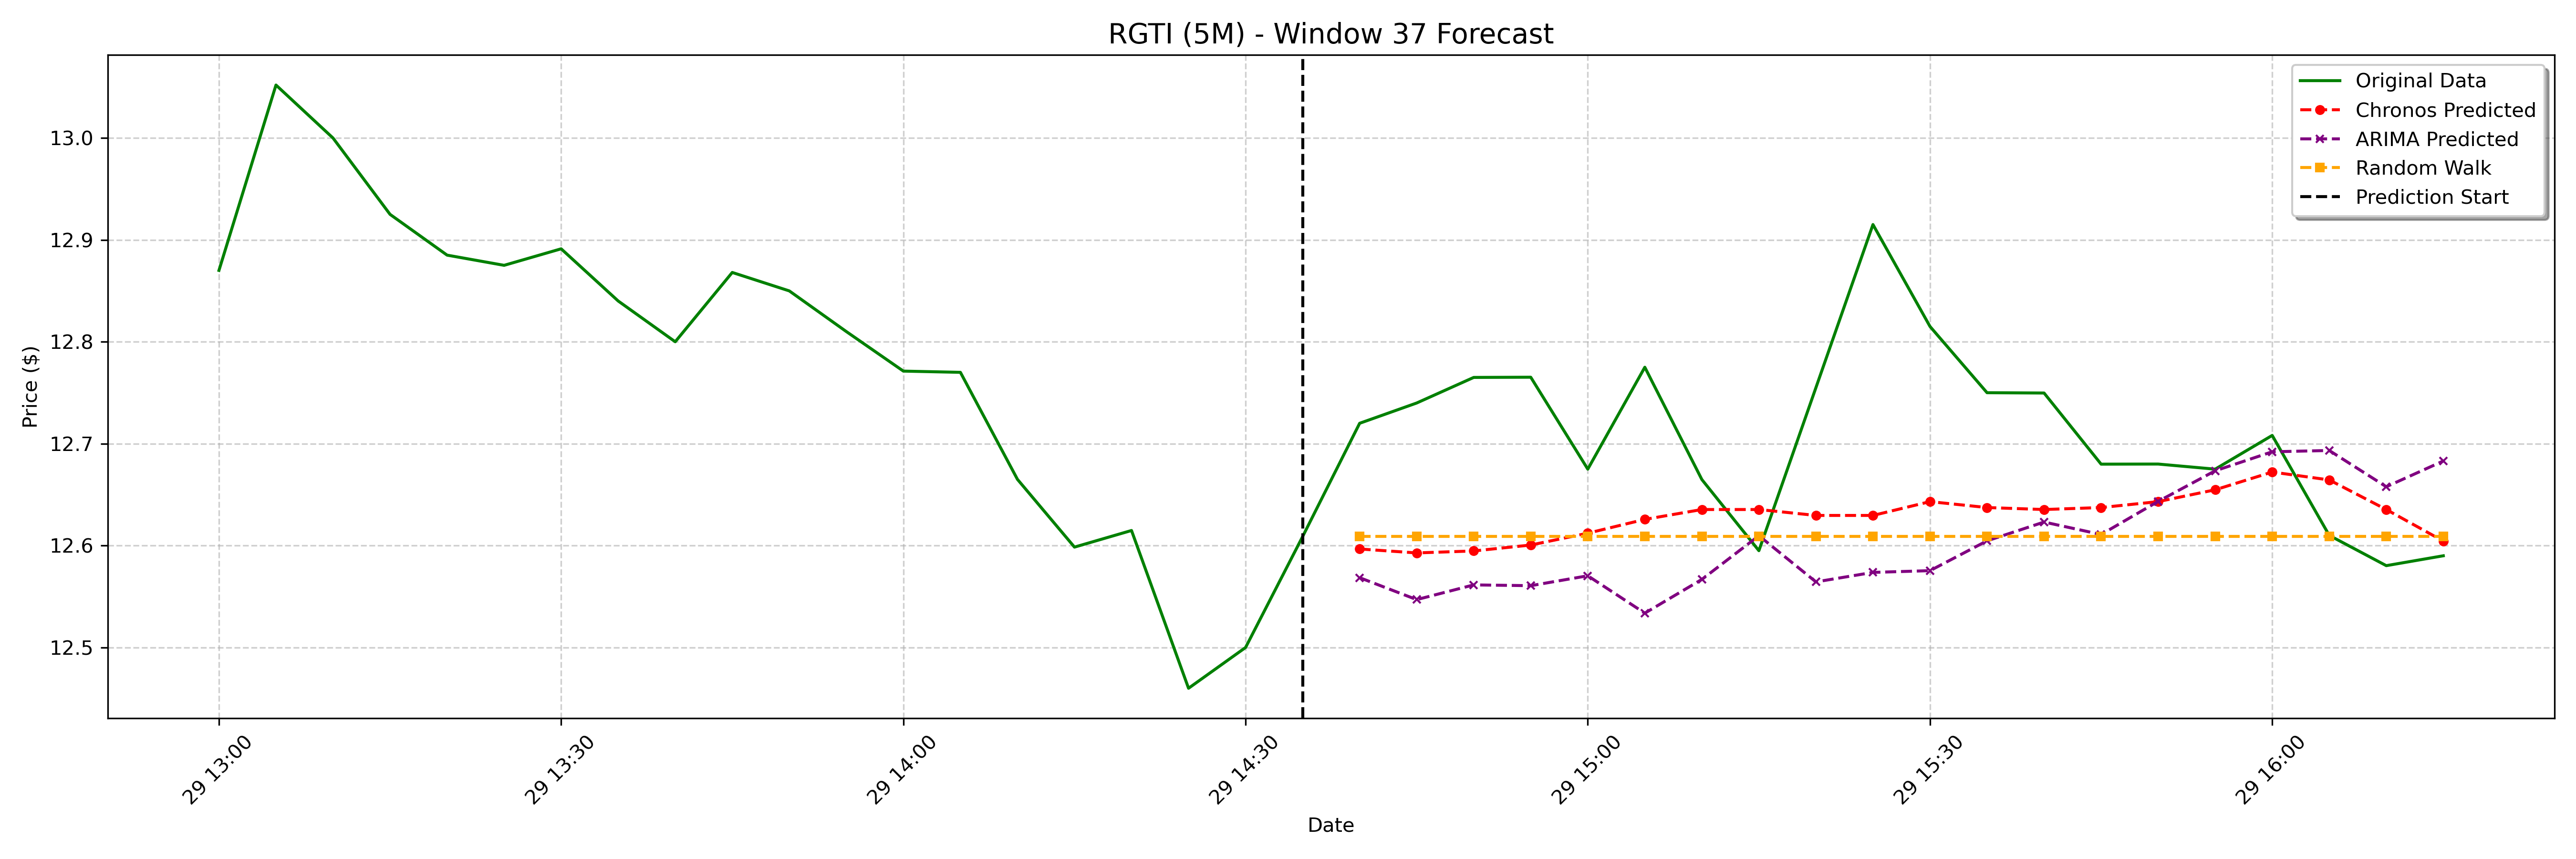 RGTI (5M) - Window 37 Forecast
Original Data
Chronos Predicted
ARIMA Predicted
Random Walk
Prediction Start
Price ($)
13.0
12.9
12.8
12.7
12.6
12.5
29 13:00
29 13:30
29 14:00
29 14:30
29 15:00
29 15:30
29 16:00
Date